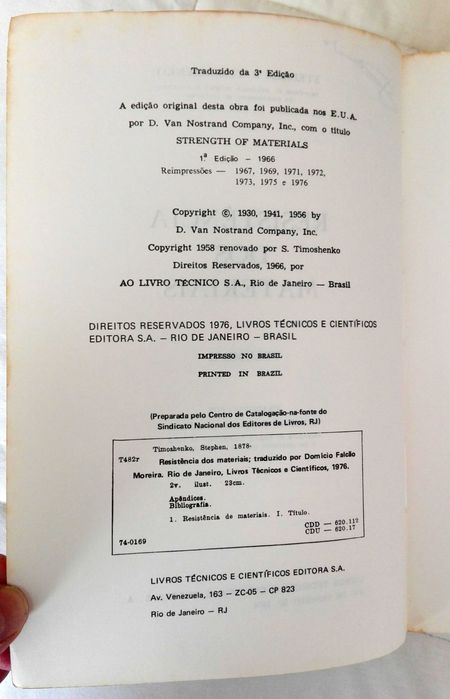 Traduzido da 3ª Edição
A edição original desta obra foi publicada nos E.U.A.
por D. Van Nostrand Company, Inc., com o título
STRENGTH OF MATERIALS
1.ª Edição – 1966
Reimpressões — 1967, 1969, 1971, 1972,
1973, 1975 e 1976
Copyright ©, 1930, 1941, 1956 by
D. Van Nostrand Company, Inc.
Copyright 1958 renovado por S. Timoshenko
Direitos Reservados, 1966, por
AO LIVRO TÉCNICO S.A., Rio de Janeiro — Brasil
DIREITOS RESERVADOS 1976, LIVROS TÉCNICOS E CIENTÍFICOS
EDITORA S.A. – RIO DE JANEIRO – BRASIL
IMPRESSO NO BRASIL
PRINTED IN BRAZIL
(Preparada pelo Centro de Catalogação-na-fonte do
Sindicato Nacional dos Editores de Livros, RJ)
Timoshenko, Stephen, 1878-
T482r Resistência dos materiais; traduzido por Domício Falcão
Moreira. Rio de Janeiro, Livros Técnicos e Científicos, 1976.
2v. ilust. 23cm.
Apêndices.
Bibliografia.
1. Resistência de materiais. I. Título.
CDD — 620.112
CDU — 620.17
74-0169
LIVROS TÉCNICOS E CIENTÍFICOS EDITORA S.A.
Av. Venezuela, 163 – ZC-05 – CP 823
Rio de Janeiro – RJ